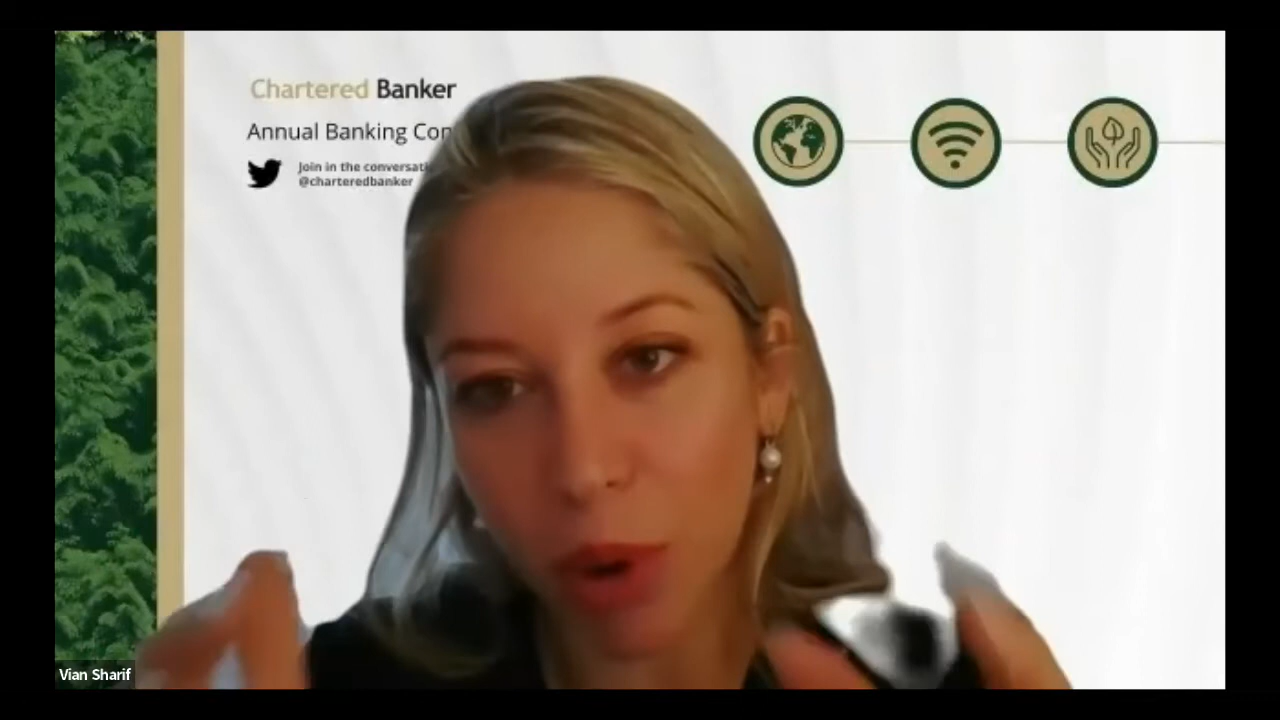 Chartered Banker
Annual Banking Con
Join in the conversati
@charteredbanker
Vian Sharif